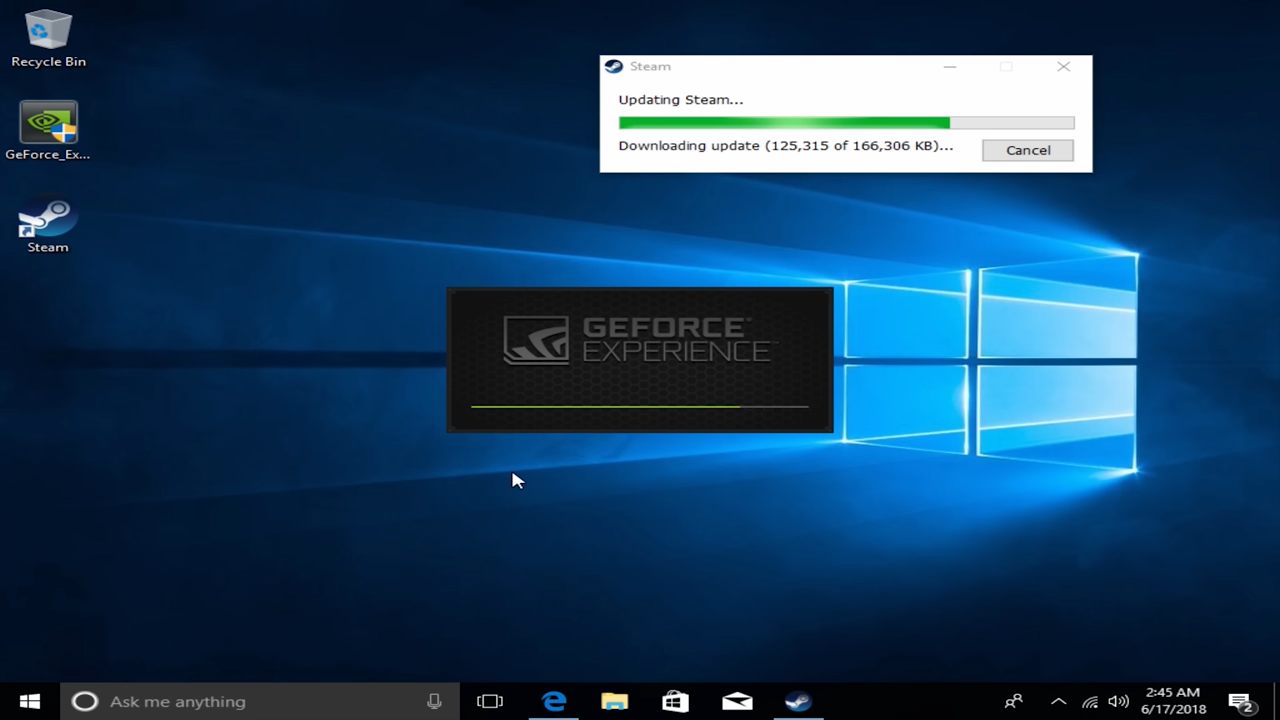 Recycle Bin
GeForce_Ex...
Steam
Steam
Updating Steam...
Downloading update (125,315 of 166,306 KB)...
Cancel
GEFORCE
EXPERIENCE
Ask me anything
2:45 AM
6/17/2018
2